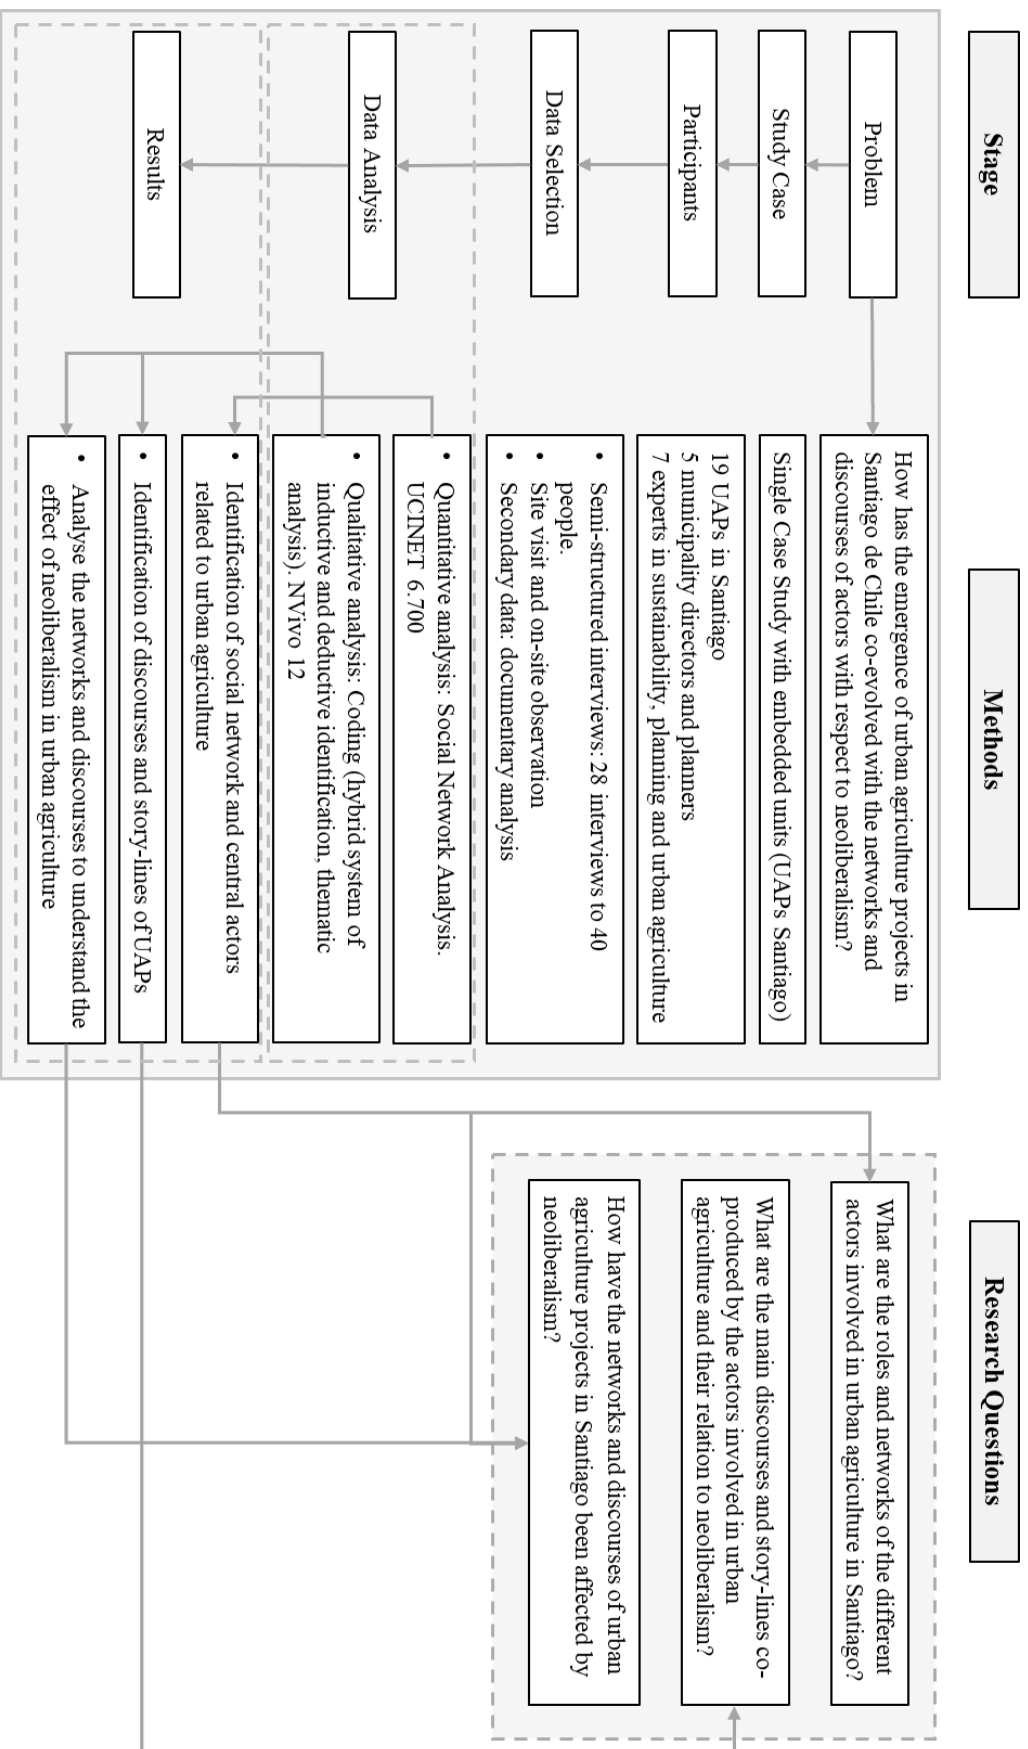 Stage
Methods
Research Questions
Problem
Study Case
Participants
Data Selection
Data Analysis
Results
How has the emergence of urban agriculture projects in
Santiago de Chile co-evolved with the networks and
discourses of actors with respect to neoliberalism?
Single Case Study with embedded units (UAPs Santiago)
19 UAPs in Santiago
5 municipality directors and planners
7 experts in sustainability, planning and urban agriculture
• Semi-structured interviews: 28 interviews to 40
people.
• Site visit and on-site observation
• Secondary data: documentary analysis
• Quantitative analysis: Social Network Analysis.
UCINET 6.700
• Qualitative analysis: Coding (hybrid system of
inductive and deductive identification, thematic
analysis). NVivo 12
• Identification of social network and central actors
related to urban agriculture
• Identification of discourses and story-lines of UAPs
• Analyse the networks and discourses to understand the
effect of neoliberalism in urban agriculture
What are the roles and networks of the different
actors involved in urban agriculture in Santiago?
What are the main discourses and story-lines co-
produced by the actors involved in urban
agriculture and their relation to neoliberalism?
How have the networks and discourses of urban
agriculture projects in Santiago been affected by
neoliberalism?